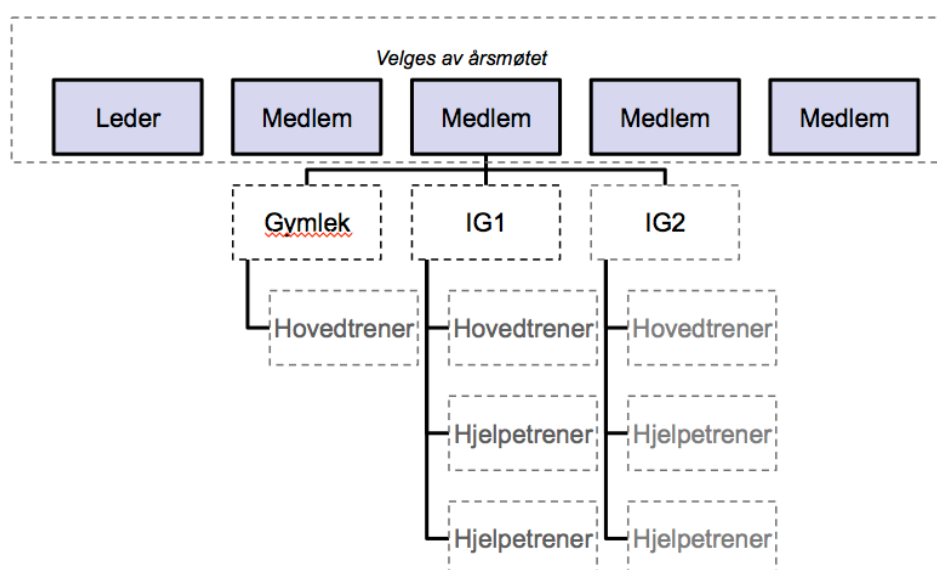 Velges av årsmøtet
Leder
Medlem
Medlem
Medlem
Medlem
Gymlek
IG1
IG2
Hovedtrener
Hovedtrener
Hovedtrener
Hjelpetrener
Hjelpetrener
Hjelpetrener
Hjelpetrener